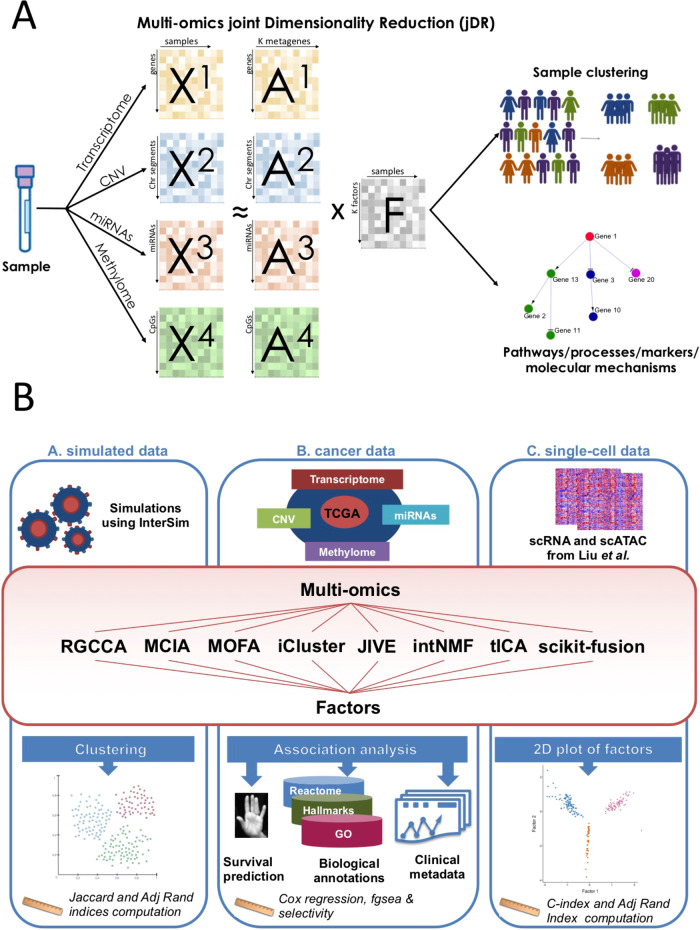 A
Multi-omics joint Dimensionality Reduction (jDR)
samples
K metagenes
genes
X1
A1
Transcriptome
CNV
miRNAs
Methylome
Sample
Chr segments
X2
Chr segments
A2
≈
x
samples
K factors
F
miRNAs
X3
miRNAs
A3
CpGs
X4
CpGs
A4
genes
Sample clustering
Gene 1
Gene 13
Gene 3
Gene 20
Gene 2
Gene 10
Gene 11
Pathways/processes/markers/
molecular mechanisms
B
A. simulated data
B. cancer data
C. single-cell data
Simulations
using InterSim
Transcriptome
TCGA
CNV
miRNAs
Methylome
scRNA and scATAC
from Liu et al.
Multi-omics
RGCCA MCIA MOFA iCluster JIVE intNMF tICA scikit-fusion
Factors
Clustering
Association analysis
2D plot of factors
Reactome
Hallmarks
GO
Survival
prediction
Biological
annotations
Clinical
metadata
Factor 2
Factor 1
Jaccard and Adj Rand
indices computation
Cox regression, fgsea &
selectivity
C-index and Adj Rand
Index computation